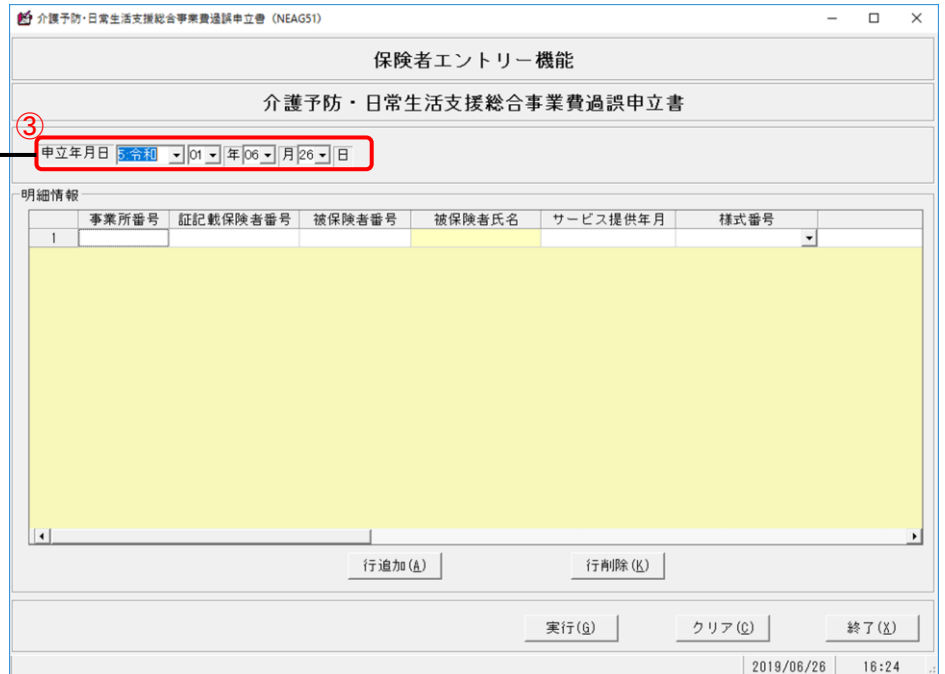 介護予防･日常生活支援総合事業費過誤申立書 (NEAG51)
保険者エントリー機能
介護予防・日常生活支援総合事業費過誤申立書
③
申立年月日 5:令和 01 年 06 月 26 日
明細情報
事業所番号 証記載保険者番号 被保険者番号 被保険者氏名 サービス提供年月 様式番号
1
行追加(A) 行削除(K)
実行(G) クリア(C) 終了(X)
2019/06/26 16:24